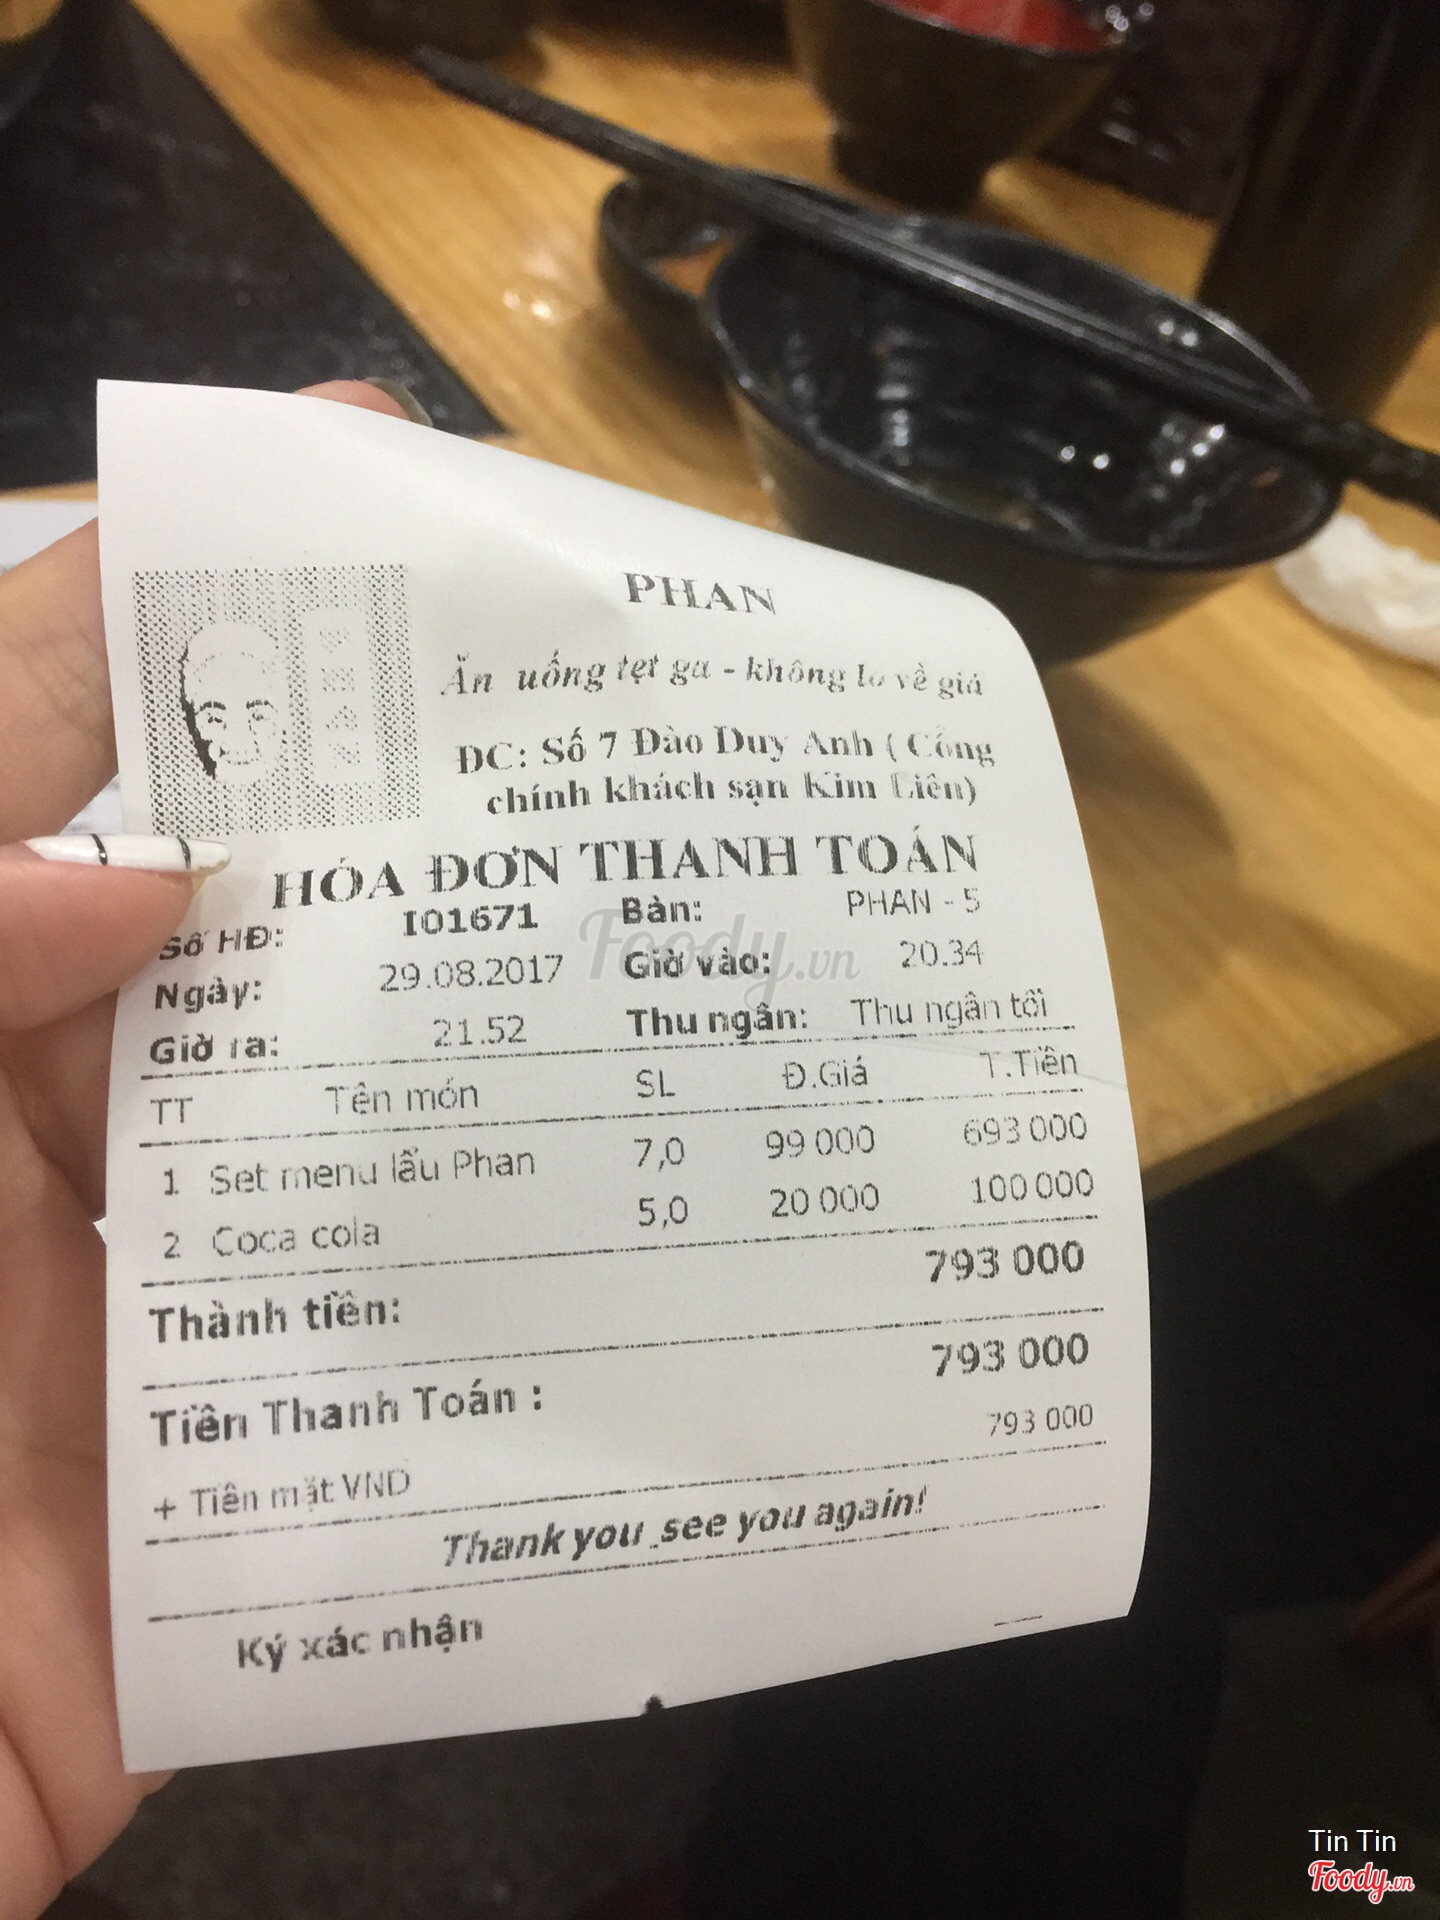 PHAN
Ăn uống tẹt ga - không lo về giá
ĐC: Số 7 Đào Duy Anh ( Cổng
chính khách sạn Kim Liên)
HÓA ĐƠN THANH TOÁN
Số HĐ: I01671 Bàn: PHAN - 5
Ngày: 29.08.2017 Giờ vào: 20.34
Giờ ra: 21.52 Thu ngân: Thu ngân tối
TT Tên món SL Đ.Giá T.Tiền
1 Set menu lẩu Phan 7,0 99 000 693 000
2 Coca cola 5,0 20 000 100 000
Thành tiền: 793 000
Tiền Thanh Toán : 793 000
+ Tiền mặt VND 793 000
Thank you , see you again!
Ký xác nhận
Foody.vn
Tin Tin
Foody.vn